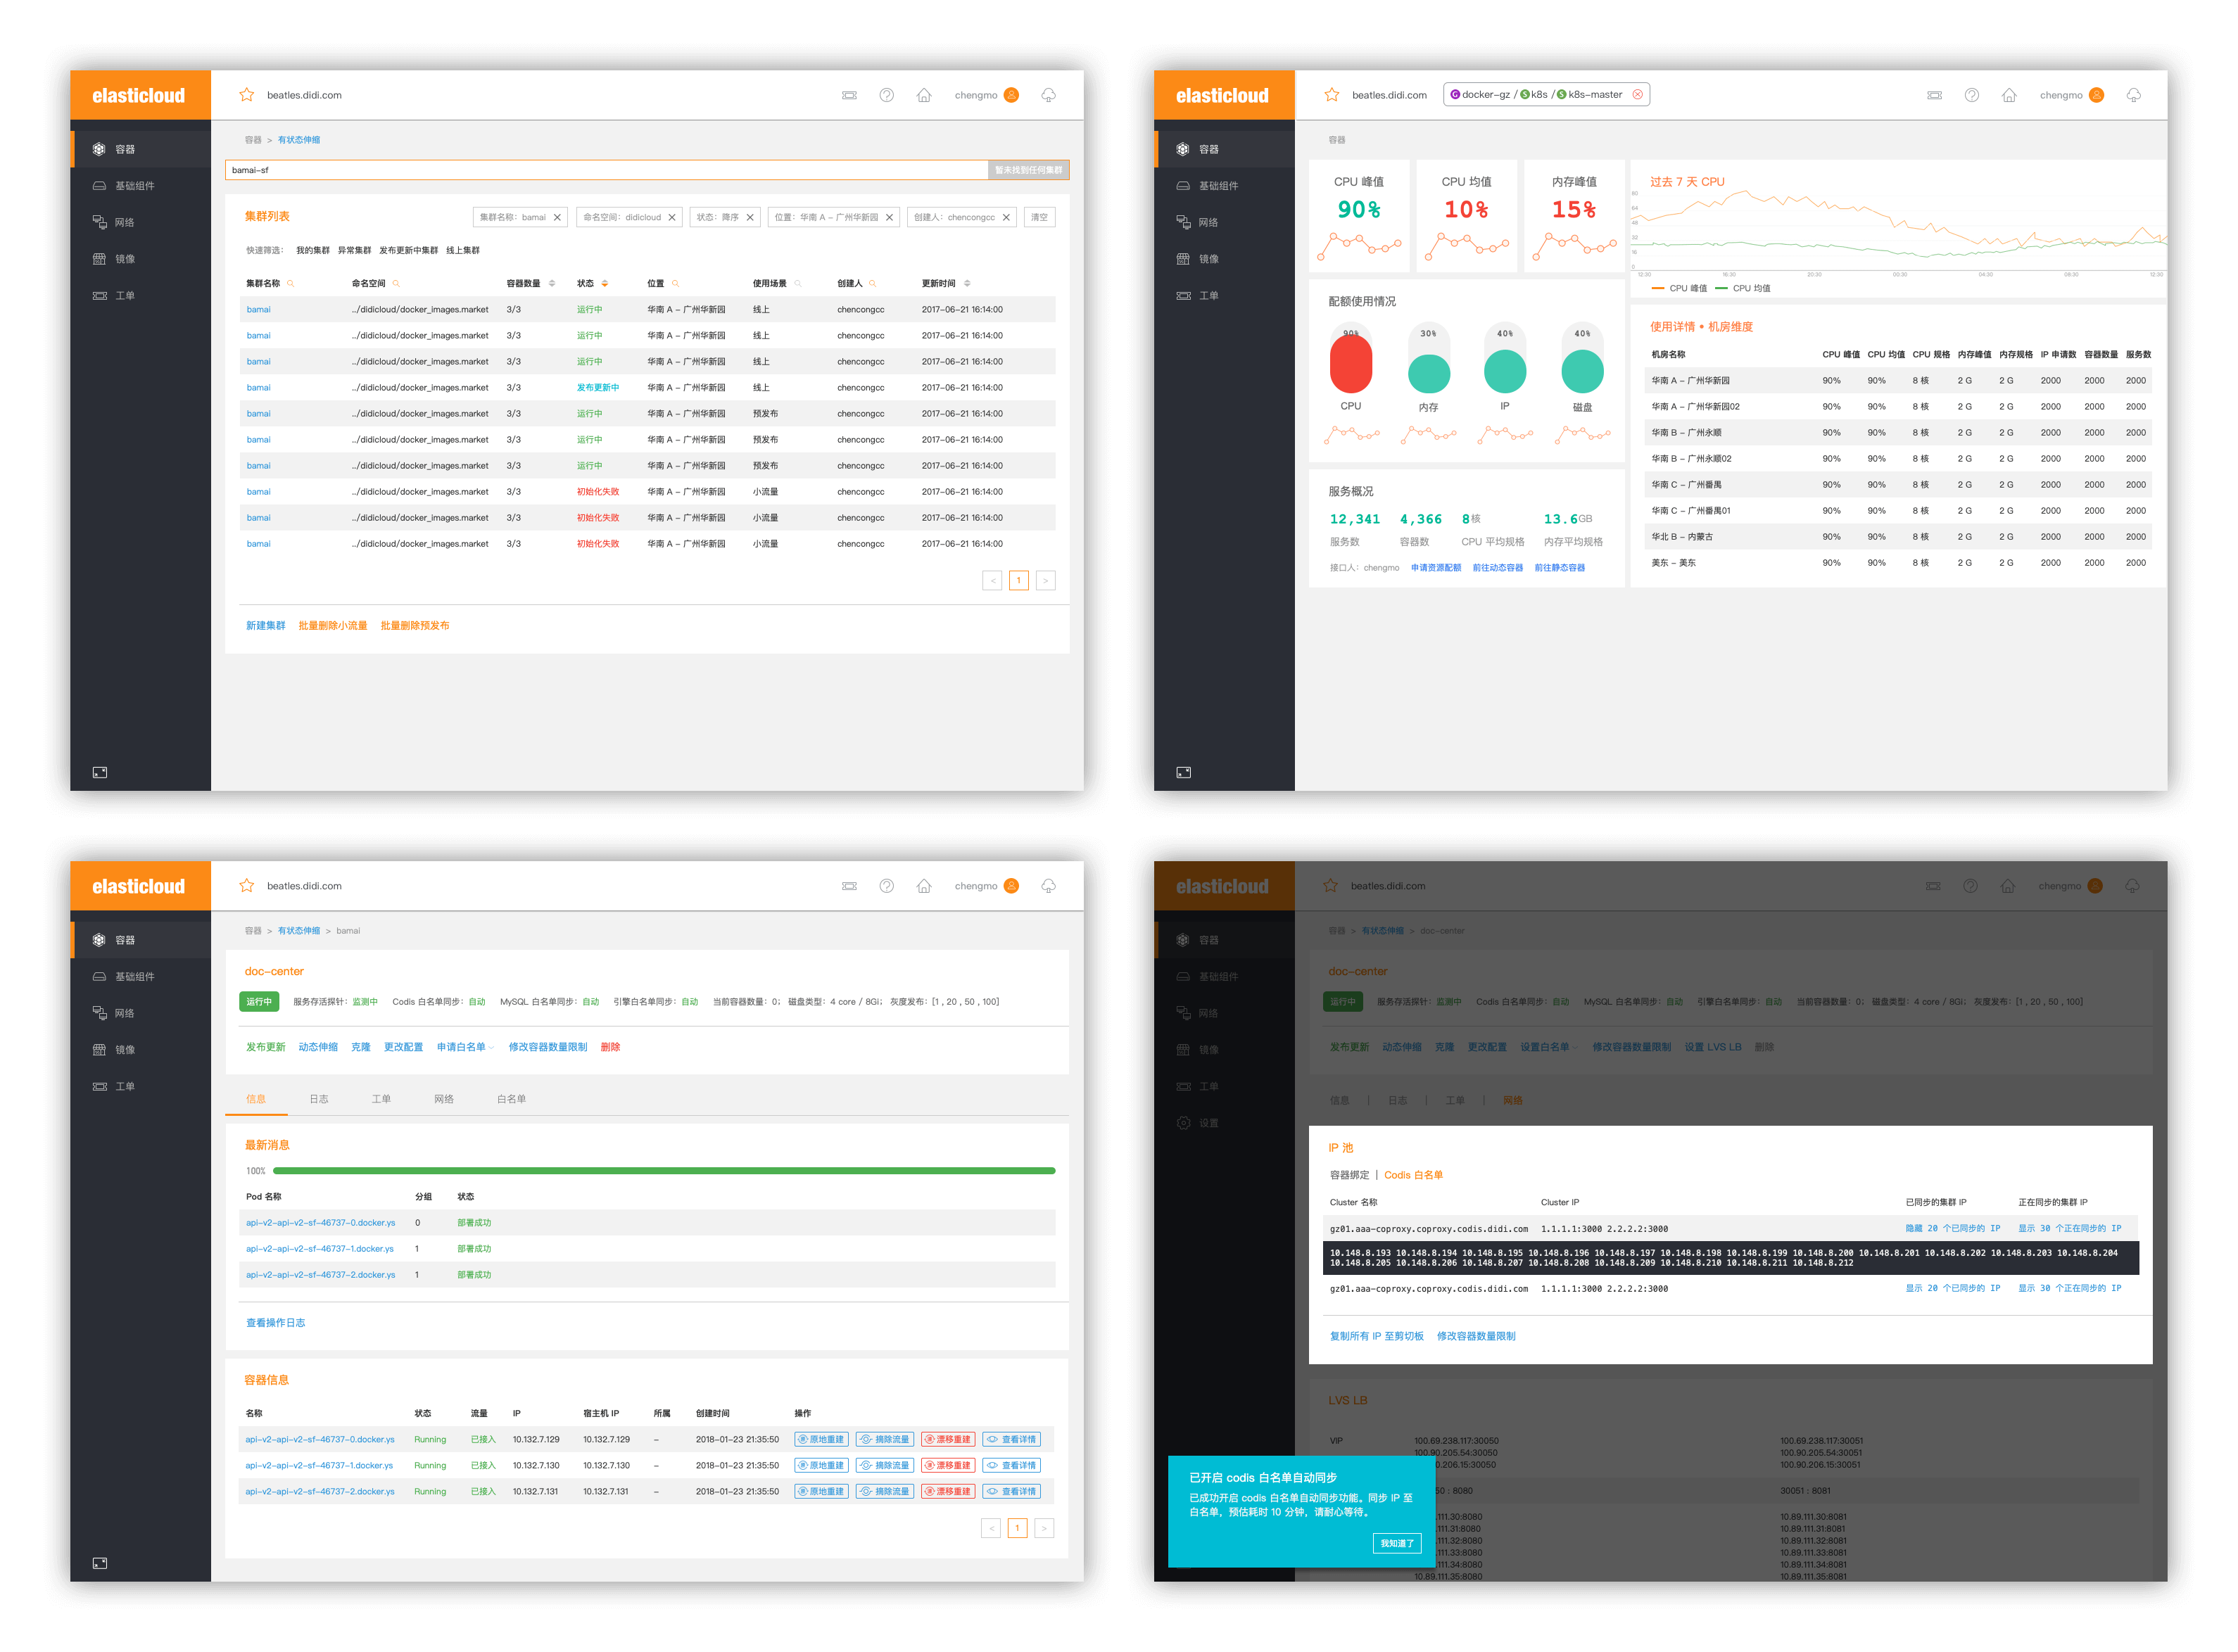 elasticloud
beatles.didi.com
chengmo
容器
基础组件
网络
镜像
工单
容器 > 有状态伸缩
bamai-sf 暂未找到任何集群
集群列表 集群名称：bamai 命名空间：didicloud 状态：降序 位置：华南 A – 广州华新园 创建人：chencongcc 清空
快速筛选： 我的集群 异常集群 发布更新中集群 线上集群
集群名称 命名空间 容器数量 状态 位置 使用场景 创建人 更新时间
bamai ../didicloud/docker_images.market 3/3 运行中 华南 A – 广州华新园 线上 chencongcc 2017-06-21 16:14:00
bamai ../didicloud/docker_images.market 3/3 运行中 华南 A – 广州华新园 线上 chencongcc 2017-06-21 16:14:00
bamai ../didicloud/docker_images.market 3/3 运行中 华南 A – 广州华新园 线上 chencongcc 2017-06-21 16:14:00
bamai ../didicloud/docker_images.market 3/3 发布更新中 华南 A – 广州华新园 线上 chencongcc 2017-06-21 16:14:00
bamai ../didicloud/docker_images.market 3/3 运行中 华南 A – 广州华新园 预发布 chencongcc 2017-06-21 16:14:00
bamai ../didicloud/docker_images.market 3/3 运行中 华南 A – 广州华新园 预发布 chencongcc 2017-06-21 16:14:00
bamai ../didicloud/docker_images.market 3/3 运行中 华南 A – 广州华新园 预发布 chencongcc 2017-06-21 16:14:00
bamai ../didicloud/docker_images.market 3/3 初始化失败 华南 A – 广州华新园 小流量 chencongcc 2017-06-21 16:14:00
bamai ../didicloud/docker_images.market 3/3 初始化失败 华南 A – 广州华新园 小流量 chencongcc 2017-06-21 16:14:00
bamai ../didicloud/docker_images.market 3/3 初始化失败 华南 A – 广州华新园 小流量 chencongcc 2017-06-21 16:14:00
< 1 >
新建集群 批量删除小流量 批量删除预发布
elasticloud
beatles.didi.com C docker-gz / S k8s / S k8s-master
chengmo
容器
基础组件
网络
镜像
工单
容器
CPU 峰值 CPU 均值 内存峰值
90% 10% 15%
过去 7 天 CPU
80
64
48
32
16
0
12:30 16:30 20:30 00:30 04:30 08:30 12:30
CPU 峰值 CPU 均值
配额使用情况
90% 30% 40% 40%
CPU 内存 IP 磁盘
服务概况
12,341 4,366 8核 13.6GB
服务数 容器数 CPU 平均规格 内存平均规格
接口人：chengmo 申请资源配额 前往动态容器 前往静态容器
使用详情 • 机房维度
机房名称 CPU 峰值 CPU 均值 CPU 规格 内存峰值 内存规格 IP 申请数 容器数量 服务数
华南 A – 广州华新园 90% 90% 8 核 2 G 2 G 2000 2000 2000
华南 A – 广州华新园02 90% 90% 8 核 2 G 2 G 2000 2000 2000
华南 B – 广州永顺 90% 90% 8 核 2 G 2 G 2000 2000 2000
华南 B – 广州永顺02 90% 90% 8 核 2 G 2 G 2000 2000 2000
华南 C – 广州番禺 90% 90% 8 核 2 G 2 G 2000 2000 2000
华南 C – 广州番禺01 90% 90% 8 核 2 G 2 G 2000 2000 2000
华北 B – 内蒙古 90% 90% 8 核 2 G 2 G 2000 2000 2000
美东 – 美东 90% 90% 8 核 2 G 2 G 2000 2000 2000
elasticloud
beatles.didi.com
chengmo
容器
基础组件
网络
镜像
工单
容器 > 有状态伸缩 > bamai
doc-center
运行中 服务存活探针：监测中 Codis 白名单同步：自动 MySQL 白名单同步：自动 引擎白名单同步：自动 当前容器数量：0； 磁盘类型：4 core / 8Gi； 灰度发布：[1 , 20 , 50 , 100]
发布更新 动态伸缩 克隆 更改配置 申请白名单 修改容器数量限制 删除
信息 日志 工单 网络 白名单
最新消息
100%
Pod 名称 分组 状态
api-v2-api-v2-sf-46737-0.docker.ys 0 部署成功
api-v2-api-v2-sf-46737-1.docker.ys 1 部署成功
api-v2-api-v2-sf-46737-2.docker.ys 1 部署成功
查看操作日志
容器信息
名称 状态 流量 IP 宿主机 IP 所属 创建时间 操作
api-v2-api-v2-sf-46737-0.docker.ys Running 已接入 10.132.7.129 10.132.7.129 – 2018-01-23 21:35:50 原地重建 摘除流量 漂移重建 查看详情
api-v2-api-v2-sf-46737-1.docker.ys Running 已接入 10.132.7.130 10.132.7.130 – 2018-01-23 21:35:50 原地重建 摘除流量 漂移重建 查看详情
api-v2-api-v2-sf-46737-2.docker.ys Running 已接入 10.132.7.131 10.132.7.131 – 2018-01-23 21:35:50 原地重建 摘除流量 漂移重建 查看详情
< 1 >
elasticloud
beatles.didi.com
chengmo
容器
基础组件
网络
镜像
工单
设置
容器 > 有状态伸缩 > doc-center
doc-center
运行中 服务存活探针：监测中 Codis 白名单同步：自动 MySQL 白名单同步：自动 引擎白名单同步：自动 当前容器数量：0； 磁盘类型：4 core / 8Gi； 灰度发布：[1 , 20 , 50 , 100]
发布更新 动态伸缩 克隆 更改配置 设置白名单 修改容器数量限制 设置 LVS LB 删除
信息 | 日志 | 工单 | 网络
IP 池
容器绑定 | Codis 白名单
Cluster 名称 Cluster IP 已同步的集群 IP 正在同步的集群 IP
gz01.aaa-coproxy.coproxy.codis.didi.com 1.1.1.1:3000 2.2.2.2:3000 隐藏 20 个已同步的 IP 显示 30 个正在同步的 IP
10.148.8.193 10.148.8.194 10.148.8.195 10.148.8.196 10.148.8.197 10.148.8.198 10.148.8.199 10.148.8.200 10.148.8.201 10.148.8.202 10.148.8.203 10.148.8.204
10.148.8.205 10.148.8.206 10.148.8.207 10.148.8.208 10.148.8.209 10.148.8.210 10.148.8.211 10.148.8.212
gz01.aaa-coproxy.coproxy.codis.didi.com 1.1.1.1:3000 2.2.2.2:3000 显示 20 个已同步的 IP 显示 30 个正在同步的 IP
复制所有 IP 至剪切板 修改容器数量限制
LVS LB
VIP 100.69.238.117:30050 100.69.238.117:30051
100.90.205.54:30050 100.90.205.54:30051
0.206.15:30050 100.90.206.15:30051
50 : 8080 30051 : 8081
.111.30:8080 10.89.111.30:8081
.111.31:8080 10.89.111.31:8081
.111.32:8080 10.89.111.32:8081
.111.33:8080 10.89.111.33:8081
.111.34:8080 10.89.111.34:8081
10.89.111.35:8080 10.89.111.35:8081
已开启 codis 白名单自动同步
已成功开启 codis 白名单自动同步功能。同步 IP 至
白名单，预估耗时 10 分钟，请耐心等待。
我知道了